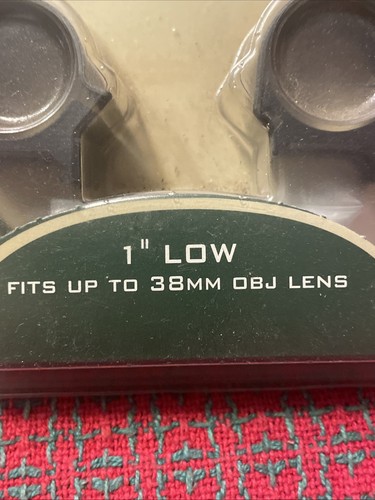 1" LOW
FITS UP TO 38MM OBJ LENS